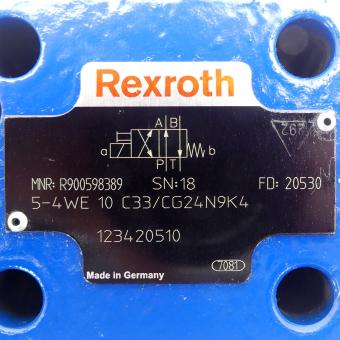 Rexroth
A B
a b
P T
MNR: R900598389 SN:18 FD: 20530
5-4WE 10 C33/CG24N9K4
123420510
Made in Germany
7081